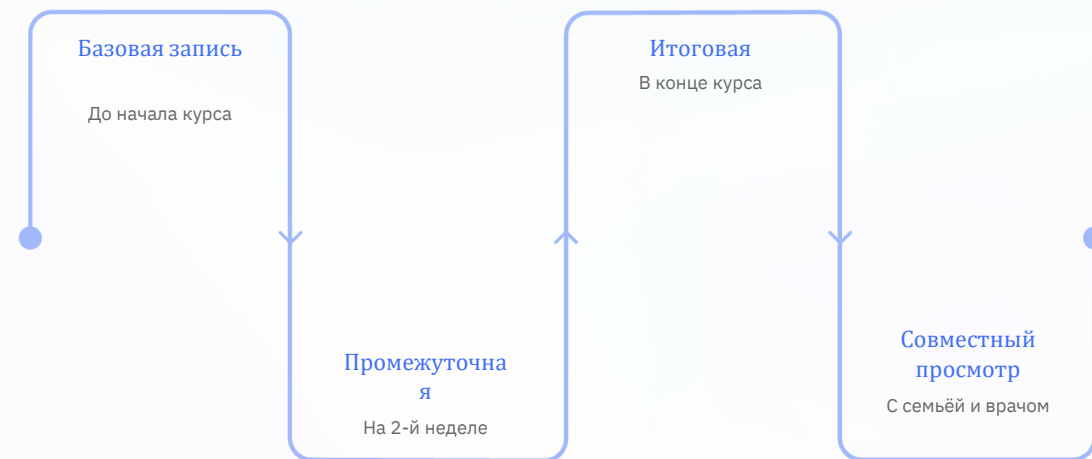 Базовая запись
До начала курса
Промежуточна
я
На 2-й неделе
Итоговая
В конце курса
Совместный
просмотр
С семьёй и врачом